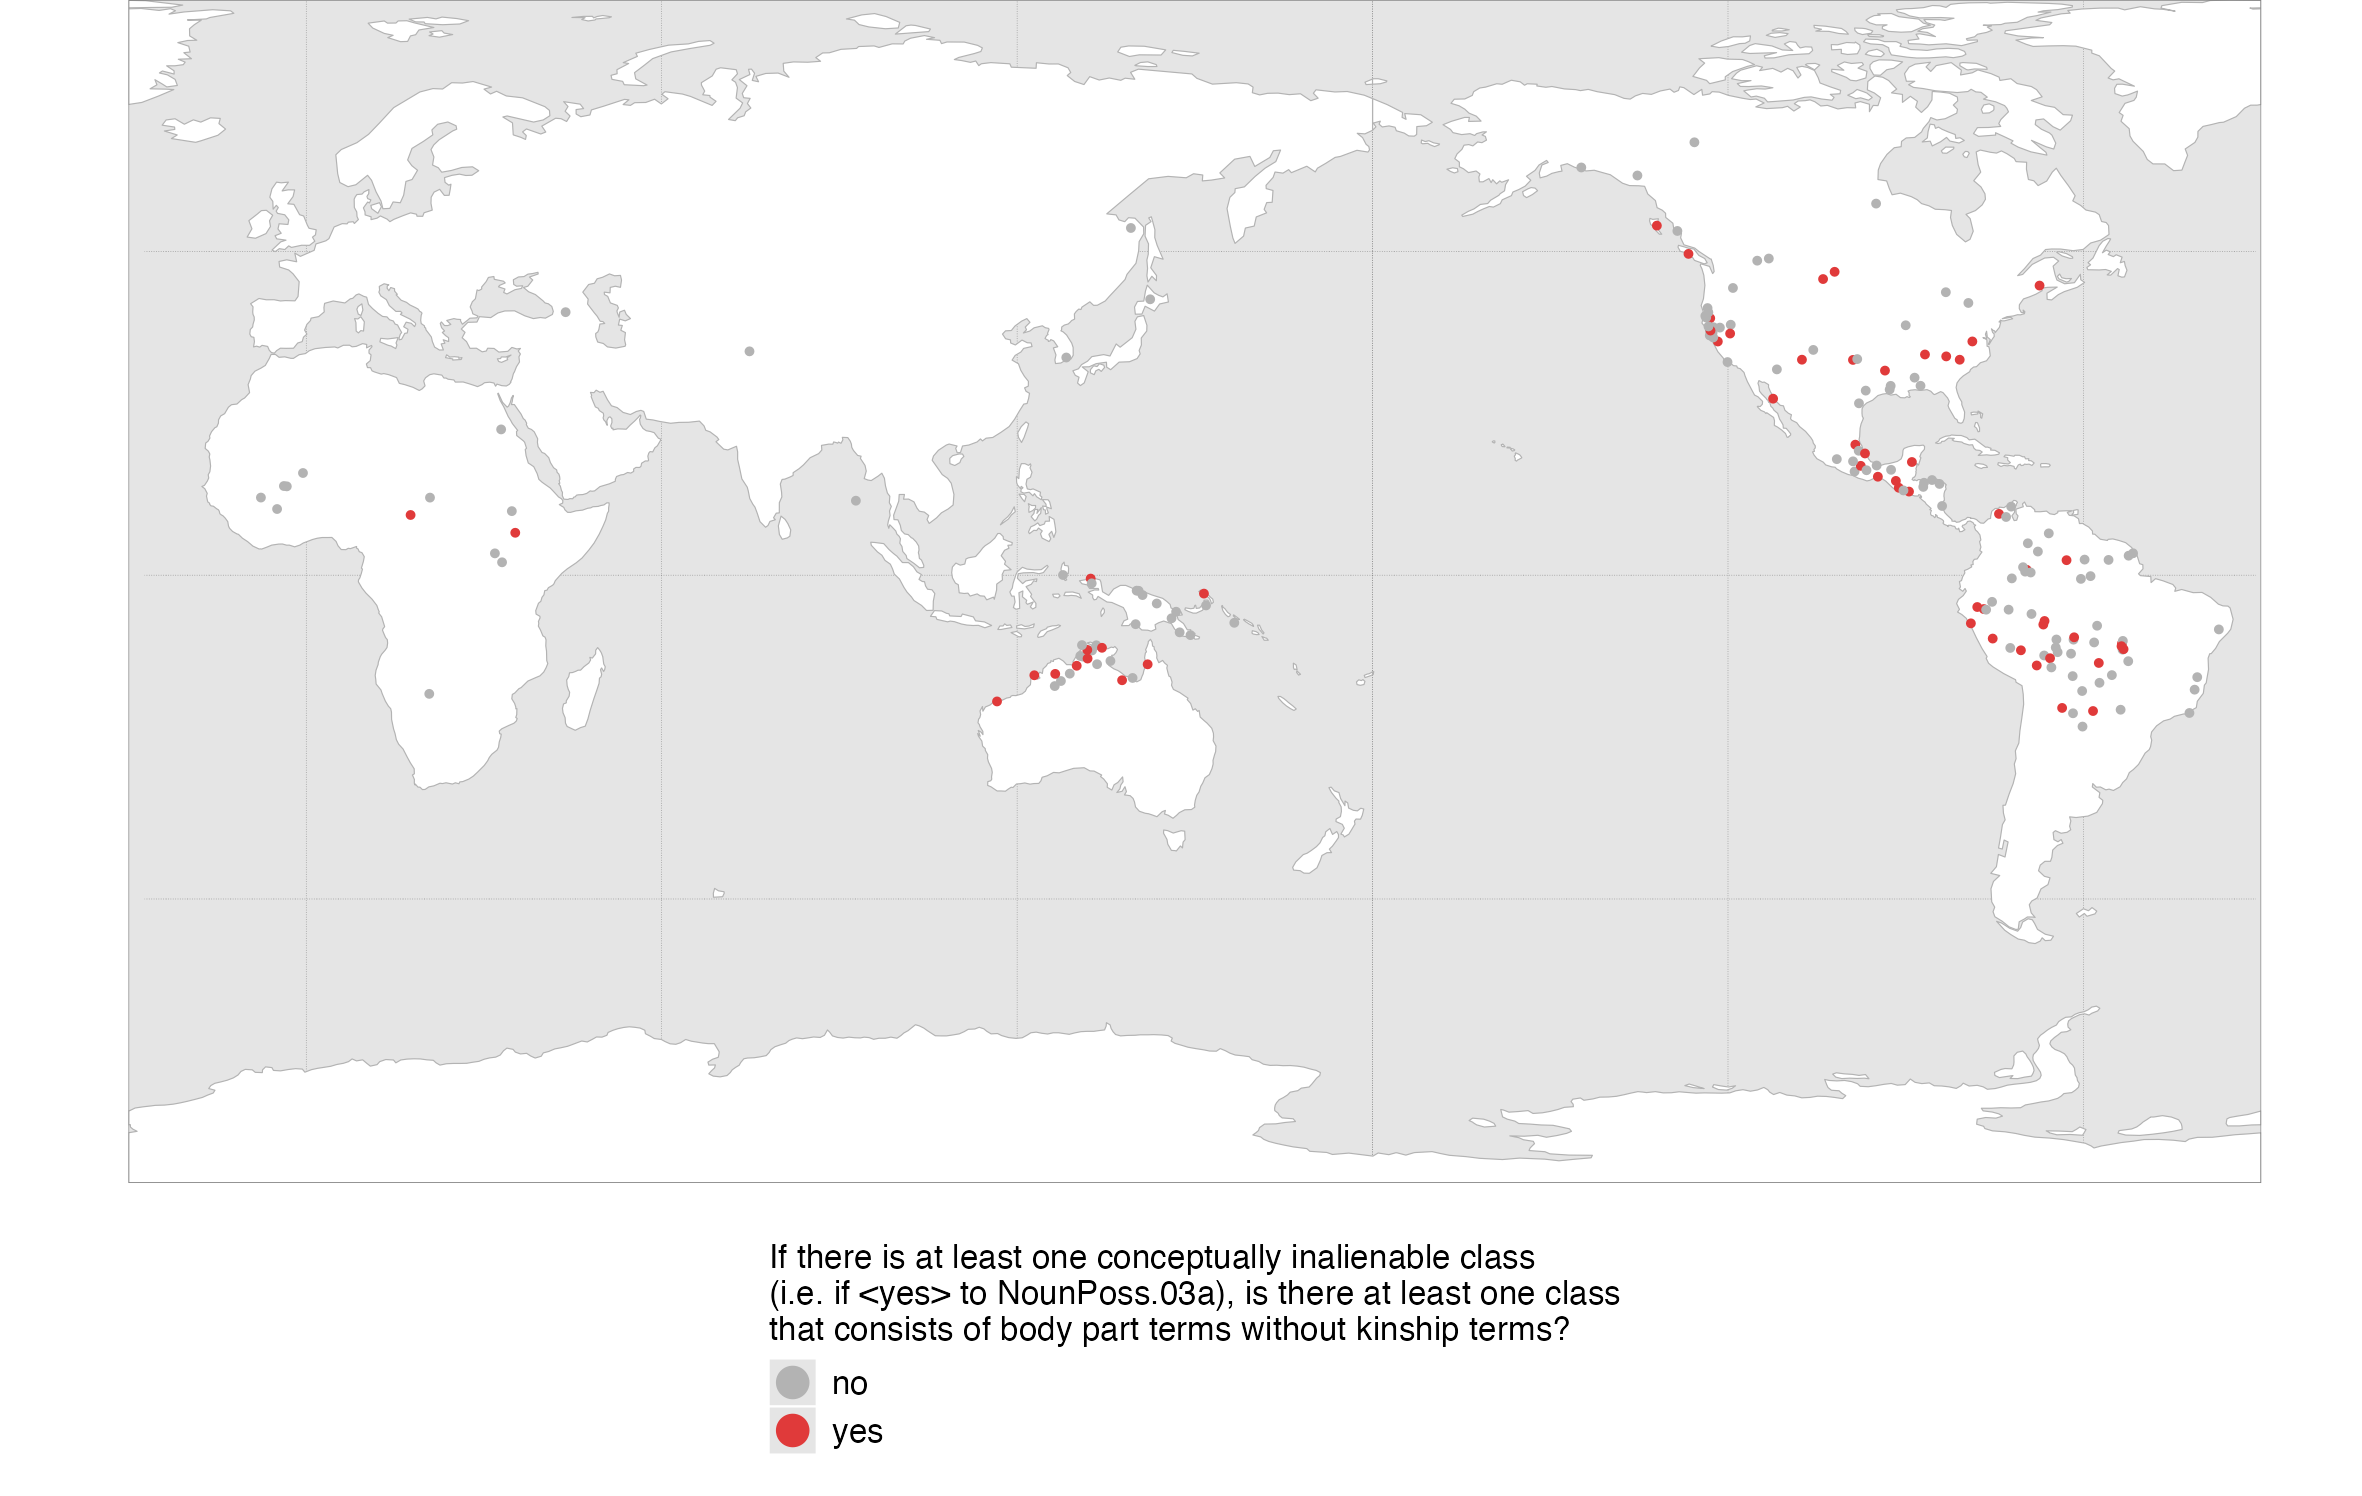 If there is at least one conceptually inalienable class
(i.e. if <yes> to NounPoss.03a), is there at least one class
that consists of body part terms without kinship terms?
no
yes